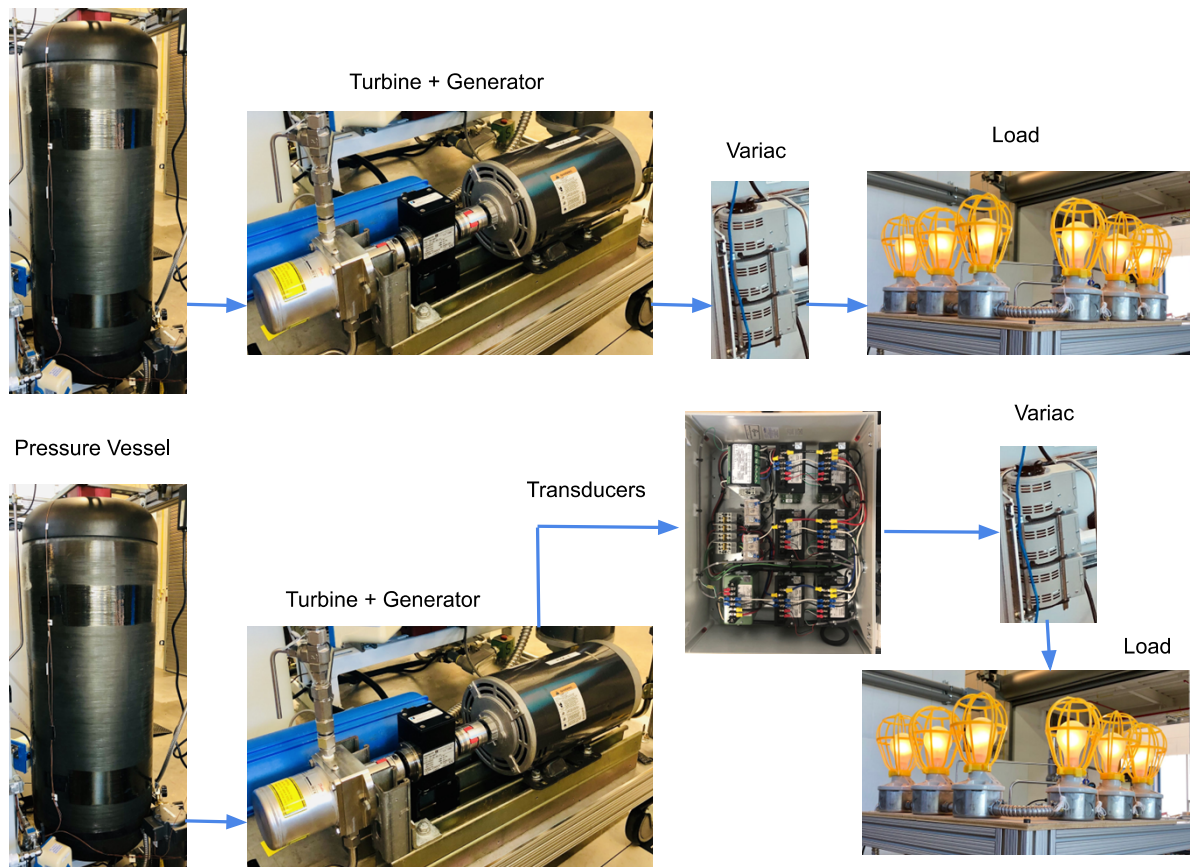 Turbine + Generator
Variac
Load
Pressure Vessel
Variac
Transducers
Turbine + Generator
Load